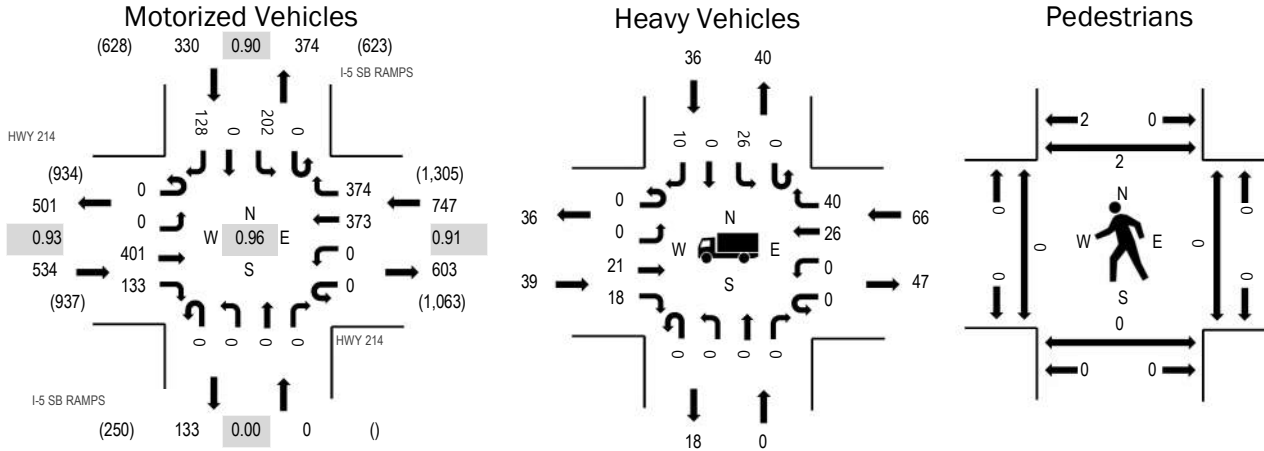 Motorized Vehicles
Heavy Vehicles
Pedestrians
(628) 330 0.90 374 (623)
I-5 SB RAMPS
HWY 214
128 0 202 0
(934)
501
0.93
534
(937)
0
0
401
133
N
W 0.96 E
S
374
373
0
0
(1,305)
747
0.91
603
(1,063)
0 0 0 0
HWY 214
I-5 SB RAMPS
(250) 133 0.00 0 ()
36 40
10 0 26 0
36
39
0
0
21
18
N
W E
S
40
26
0
0
66
47
0 0 0 0
18 0
2 0
2
0
0
0
N
W E
S
0
0
0
0
0 0